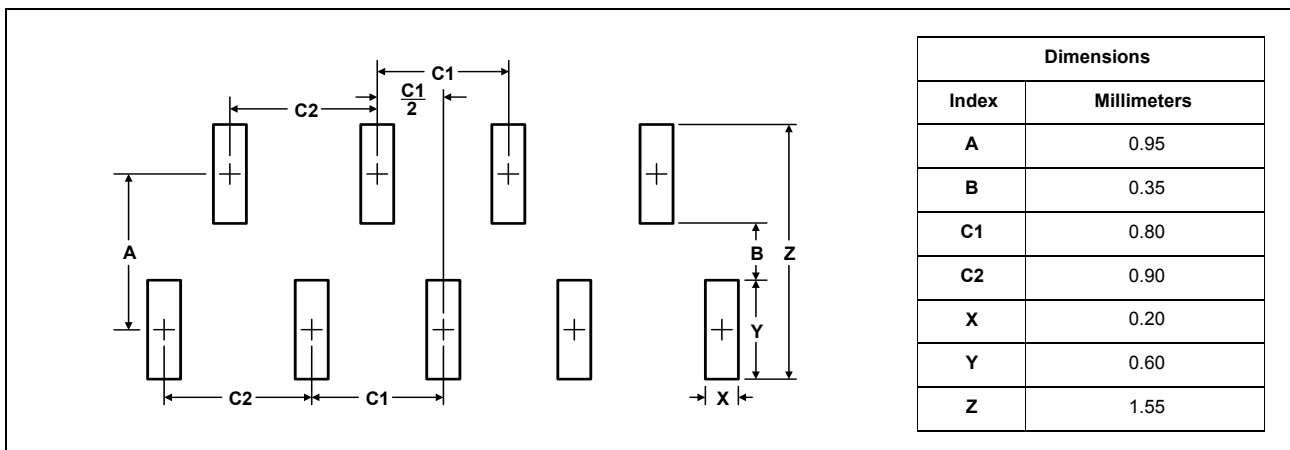 C1
C1
2
C2
A
B
Z
Y
C2
C1
X
Dimensions
Index Millimeters
A 0.95
B 0.35
C1 0.80
C2 0.90
X 0.20
Y 0.60
Z 1.55